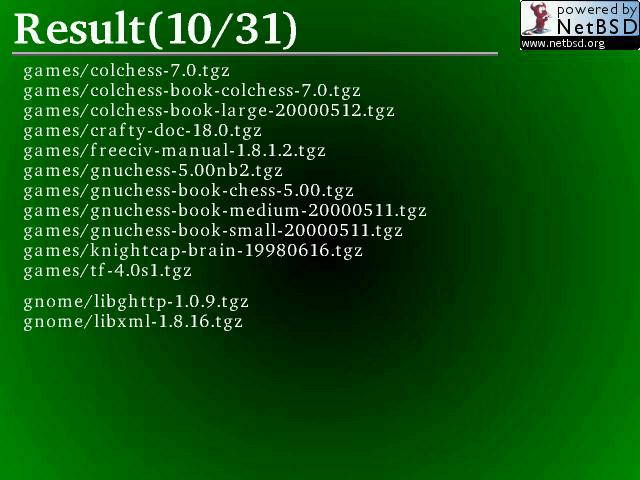 Result(10/31)
powered by
NetBSD
www.netbsd.org
games/colchess-7.0.tgz
games/colchess-book-colchess-7.0.tgz
games/colchess-book-large-20000512.tgz
games/crafty-doc-18.0.tgz
games/freeciv-manual-1.8.1.2.tgz
games/gnuchess-5.00nb2.tgz
games/gnuchess-book-chess-5.00.tgz
games/gnuchess-book-medium-20000511.tgz
games/gnuchess-book-small-20000511.tgz
games/knightcap-brain-19980616.tgz
games/tf-4.0s1.tgz
gnome/libghttp-1.0.9.tgz
gnome/libxml-1.8.16.tgz